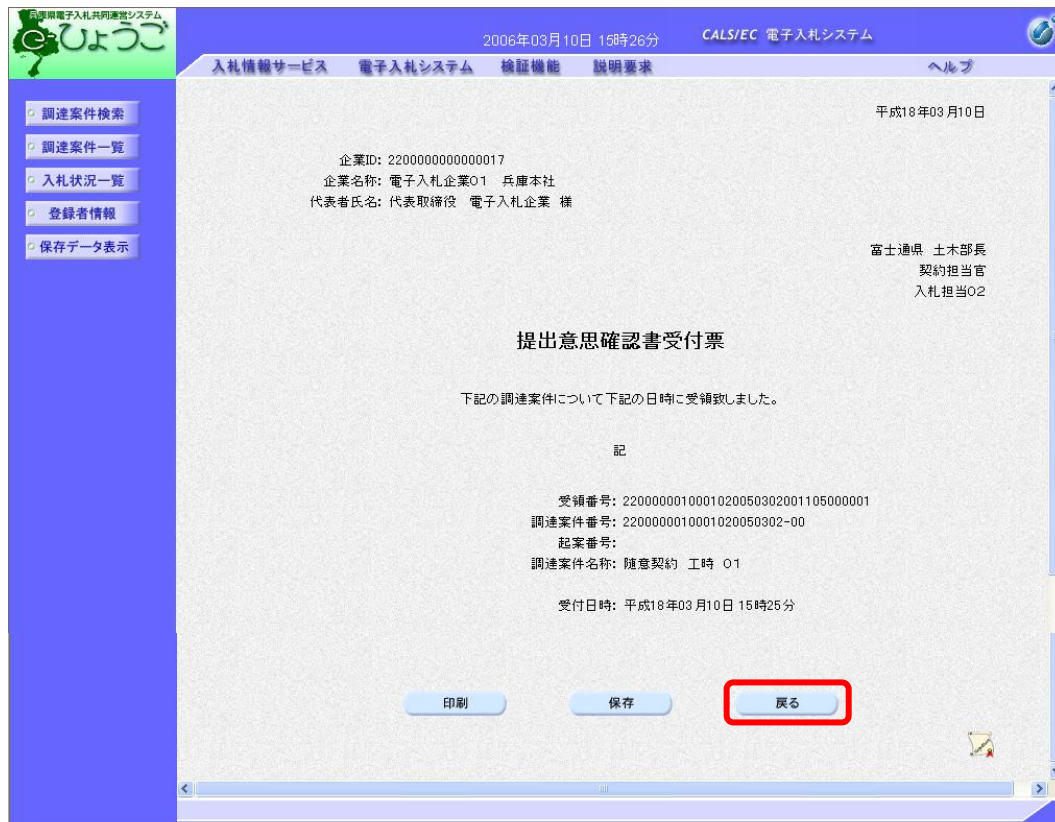 兵庫県電子入札共同運営システム
e-ひょうご
2006年03月10日 15時26分
CALS/EC 電子入札システム
入札情報サービス 電子入札システム 検証機能 説明要求 ヘルプ
調達案件検索
調達案件一覧
入札状況一覧
登録者情報
保存データ表示
平成18年03月10日
企業ID: 2200000000000017
企業名称: 電子入札企業01 兵庫本社
代表者氏名: 代表取締役 電子入札企業 様
富士通県 土木部長
契約担当官
入札担当02
提出意思確認書受付票
下記の調達案件について下記の日時に受領致しました。
記
受領番号: 22000000100010200503020011050000​01
調達案件番号: 2200000010001020050302-00
起案番号:
調達案件名称: 随意契約 工時 01
受付日時: 平成18年03月10日 15時25分
印刷 保存 戻る